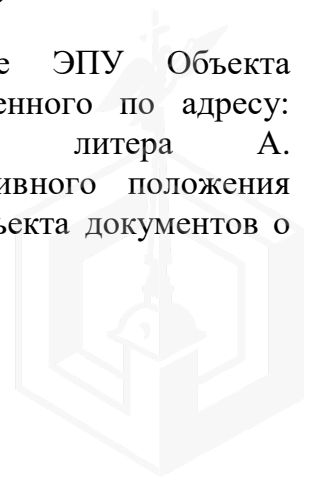 е ЭПУ Объекта
енного по адресу:
литера А.
ивного положения
ъекта документов о